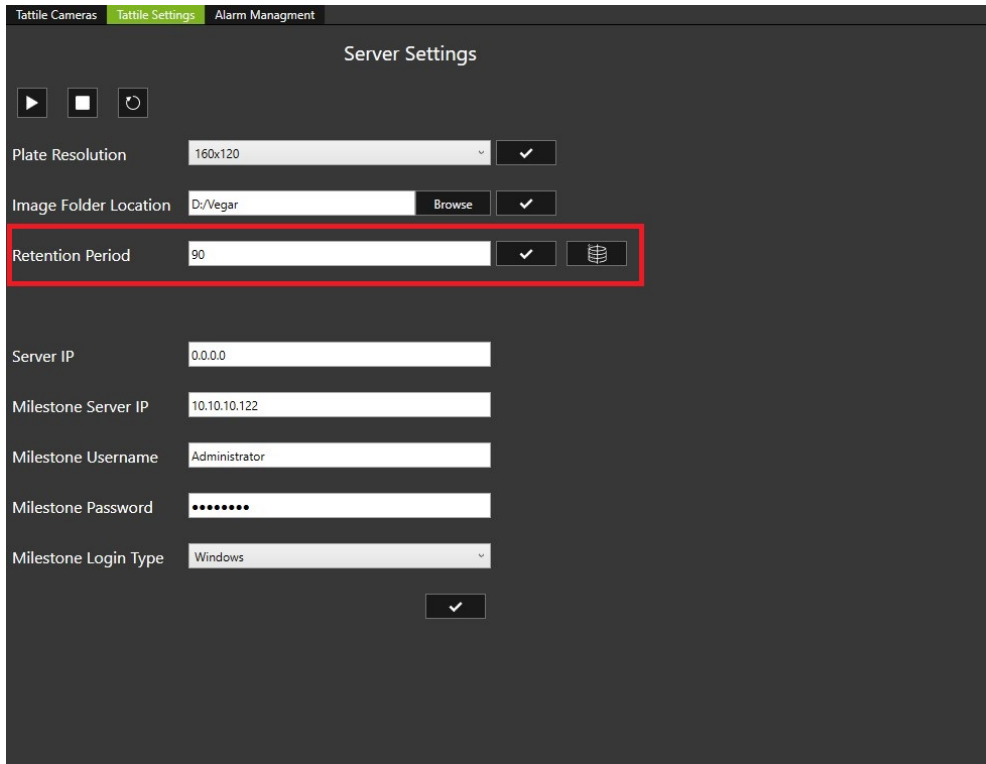 Tattile Cameras Tattile Settings Alarm Managment
Server Settings
Plate Resolution 160x120
Image Folder Location D:/Vegar Browse
Retention Period 90
Server IP 0.0.0.0
Milestone Server IP 10.10.10.122
Milestone Username Administrator
Milestone Password ••••••••
Milestone Login Type Windows